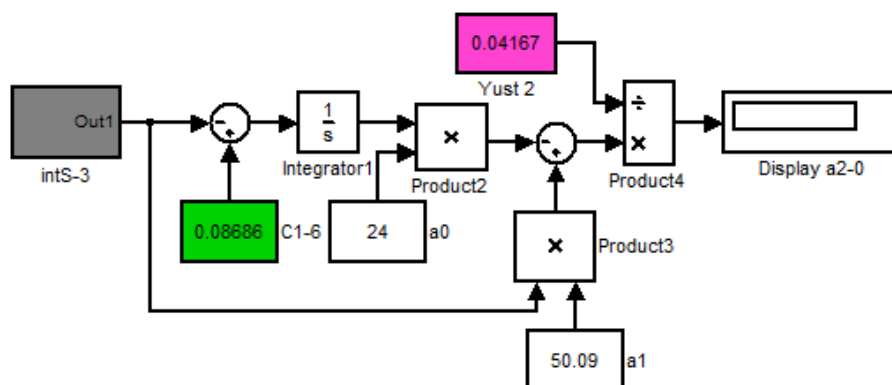 0.04167
Yust 2
Out1
intS-3
-
+
1
s
Integrator1
×
Product2
-
+
÷
×
Product4
Display a2-0
0.08686
C1-6
24
a0
×
Product3
50.09
a1